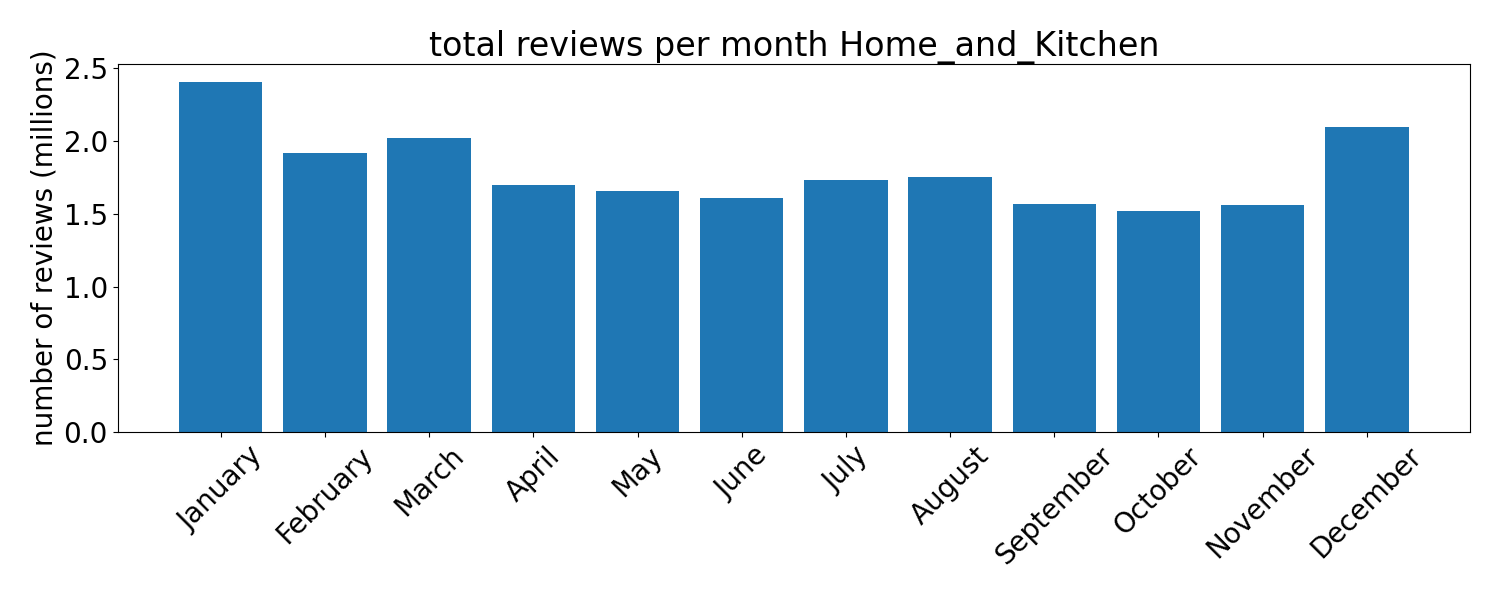 total reviews per month Home_and_Kitchen
number of reviews (millions)
2.5
2.0
1.5
1.0
0.5
0.0
January
February
March
April
May
June
July
August
September
October
November
December